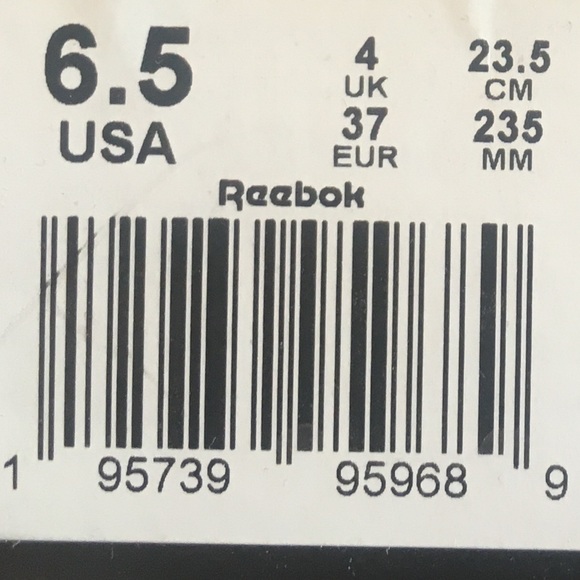 6.5 4 23.5
USA UK CM
37 235
EUR MM
Reebok
1 95739 95968 9